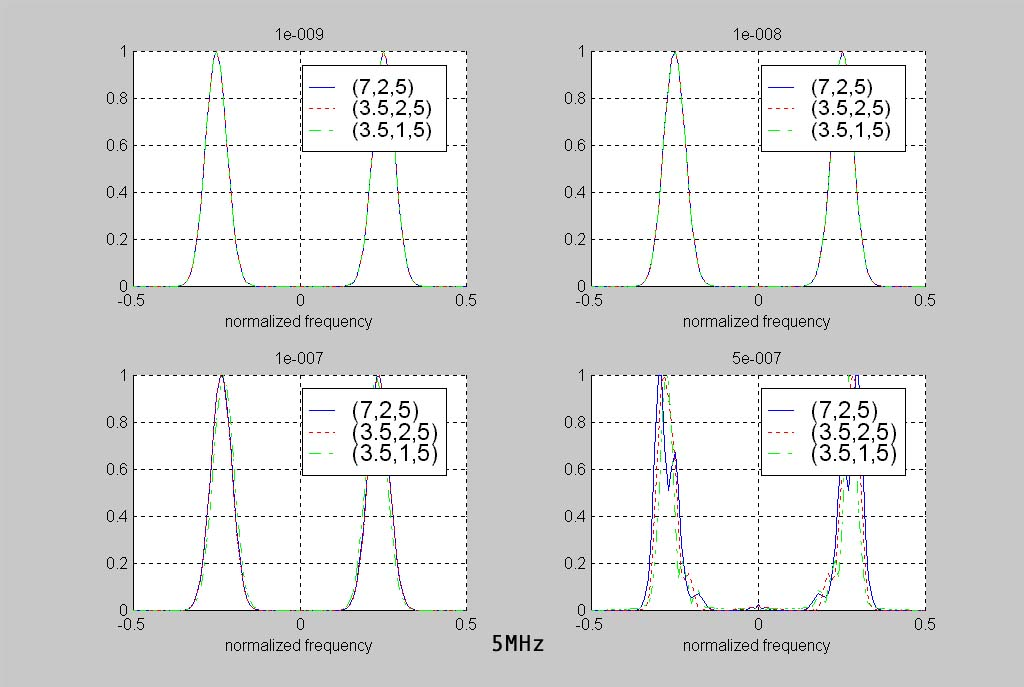 1e-009
1
0.8
0.6
0.4
0.2
0
-0.5 0 0.5
normalized frequency
(7,2,5)
(3.5,2,5)
(3.5,1,5)
1e-008
1
0.8
0.6
0.4
0.2
0
-0.5 0 0.5
normalized frequency
(7,2,5)
(3.5,2,5)
(3.5,1,5)
1e-007
1
0.8
0.6
0.4
0.2
0
-0.5 0 0.5
normalized frequency
(7,2,5)
(3.5,2,5)
(3.5,1,5)
5e-007
1
0.8
0.6
0.4
0.2
0
-0.5 0 0.5
normalized frequency
(7,2,5)
(3.5,2,5)
(3.5,1,5)
5MHz